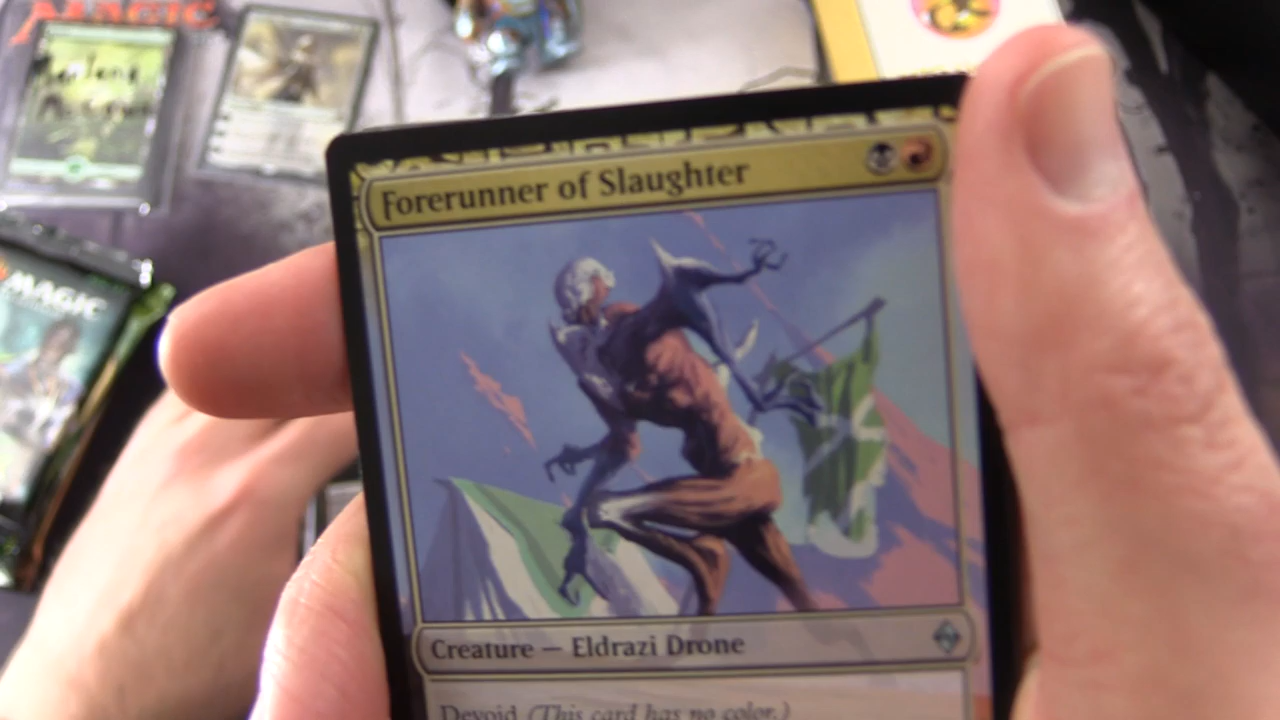 MAGIC
Forerunner of Slaughter
MAGIC
Creature — Eldrazi Drone
Devoid (This card has no color.)